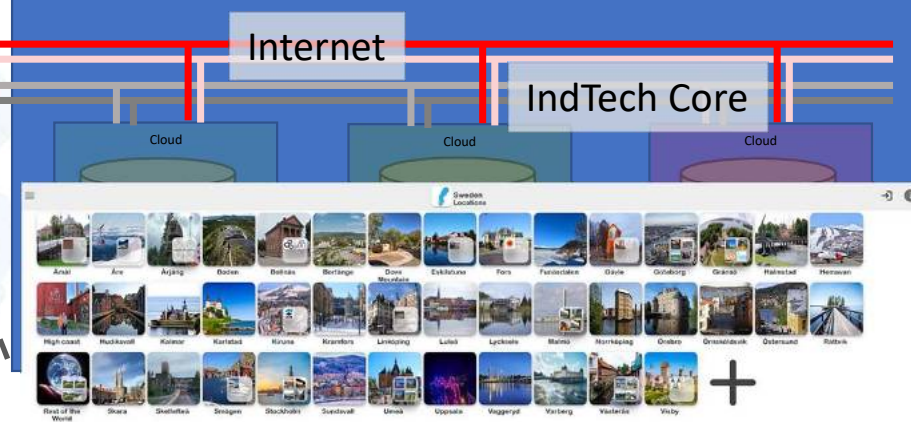 Internet
IndTech Core
Cloud
Cloud
Cloud
Sweden
Locations
Åmål
Åre
Årjäng
Boden
Bollnäs
Borlänge
Dove
Mountain
Eskilstuna
Fors
Funäsdalen
Gävle
Göteborg
Gransö
Halmstad
Hemavan
High coast
Hudiksvall
Kalmar
Karlstad
Kiruna
Kramfors
Linköping
Luleå
Lycksele
Malmö
Norrköping
Örebro
Örnsköldsvik
Östersund
Rättvik
Rest of the
World
Skara
Skellefteå
Smögen
Stockholm
Sundsvall
Umeå
Uppsala
Vaggeryd
Varberg
Västerås
Visby